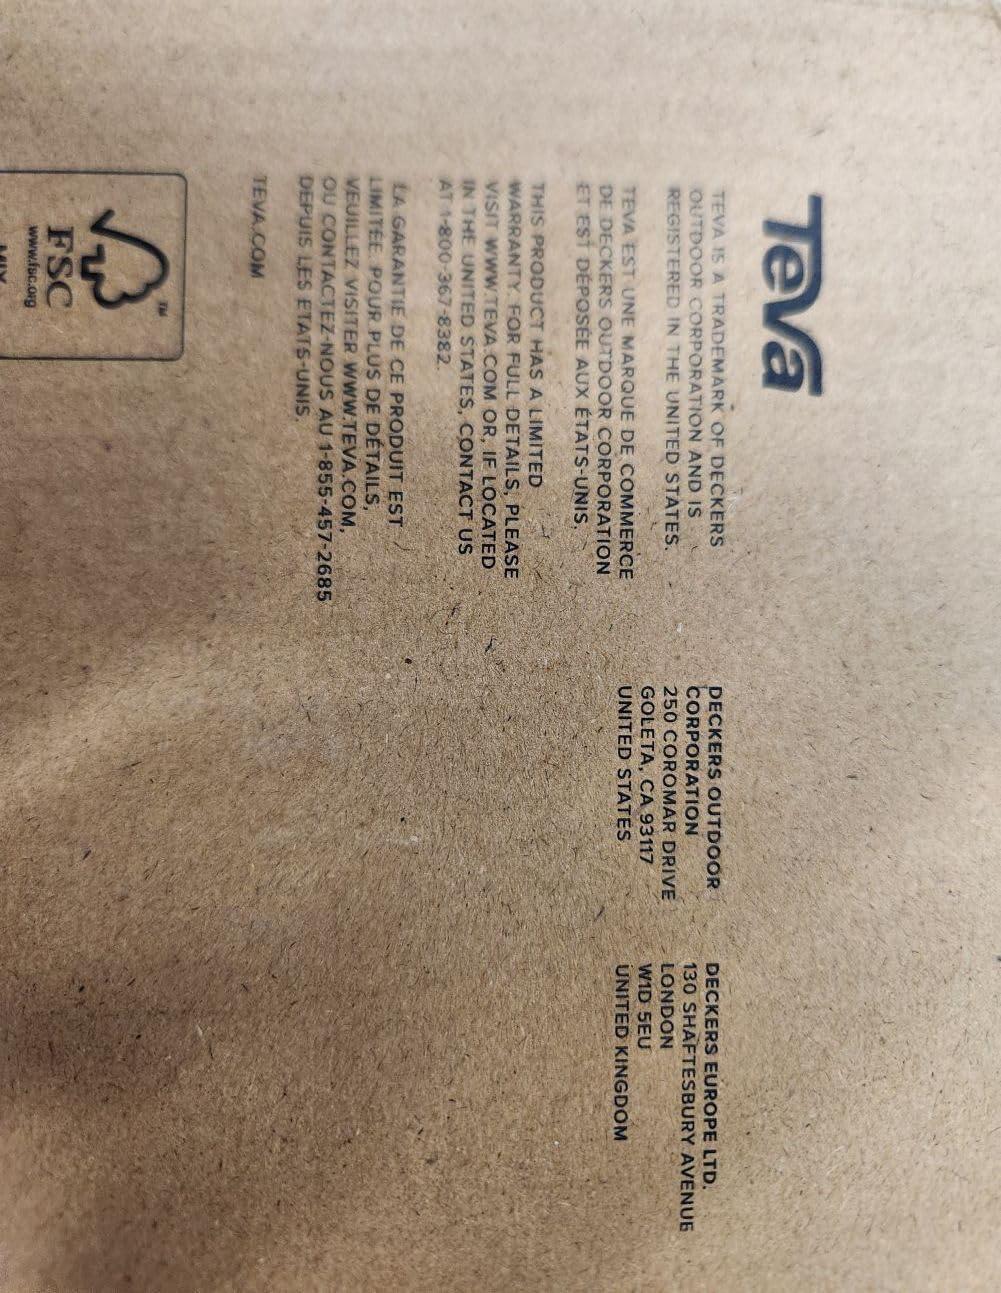 Teva
TEVA IS A TRADEMARK OF DECKERS
OUTDOOR CORPORATION AND IS
REGISTERED IN THE UNITED STATES.
TEVA EST UNE MARQUE DE COMMERCE
DE DECKERS OUTDOOR CORPORATION
ET EST DÉPOSÉE AUX ÉTATS-UNIS.
THIS PRODUCT HAS A LIMITED
WARRANTY. FOR FULL DETAILS, PLEASE
VISIT WWW.TEVA.COM OR, IF LOCATED
IN THE UNITED STATES, CONTACT US
AT 1-800-367-8382.
LA GARANTIE DE CE PRODUIT EST
LIMITÉE. POUR PLUS DE DÉTAILS,
VEUILLEZ VISITER WWW.TEVA.COM,
OU CONTACTEZ-NOUS AU 1-855-457-2685
DEPUIS LES ÉTATS-UNIS.
TEVA.COM
DECKERS OUTDOOR
CORPORATION
250 COROMAR DRIVE
GOLETA, CA 93117
UNITED STATES
DECKERS EUROPE LTD.
130 SHAFTESBURY AVENUE
LONDON
W1D 5EU
UNITED KINGDOM
TM
FSC
www.fsc.org
MIX